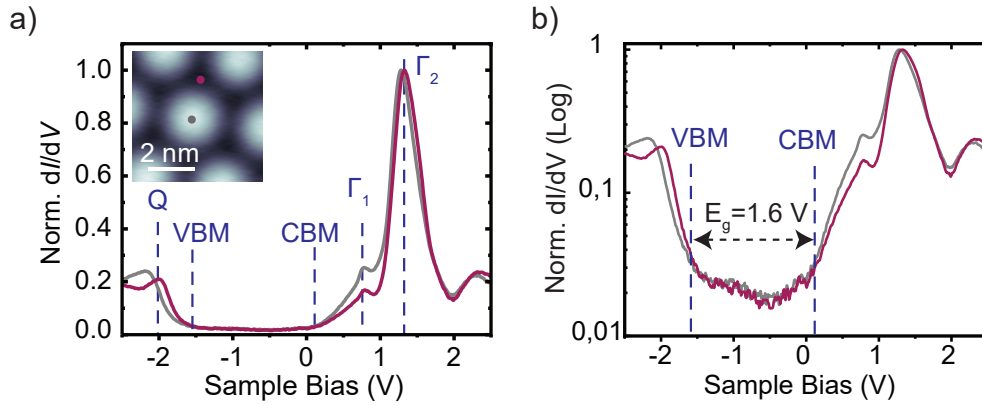 a)
Norm. dI/dV
1.0
0.8
0.6
0.4
0.2
0.0
2 nm
Q
VBM
CBM
Γ1
Γ2
-2
-1
0
1
2
Sample Bias (V)
b)
Norm. dI/dV (Log)
1
0,1
0,01
VBM
CBM
Eg=1.6 V
-2
-1
0
1
2
Sample Bias (V)